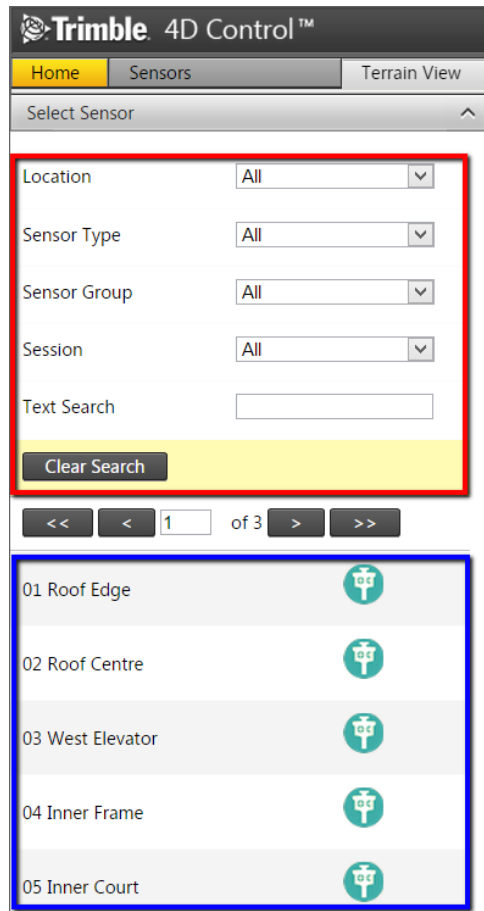 Trimble. 4D Control™
Home Sensors Terrain View
Select Sensor
Location All
Sensor Type All
Sensor Group All
Session All
Text Search
Clear Search
<< < 1 of 3 > >>
01 Roof Edge
02 Roof Centre
03 West Elevator
04 Inner Frame
05 Inner Court